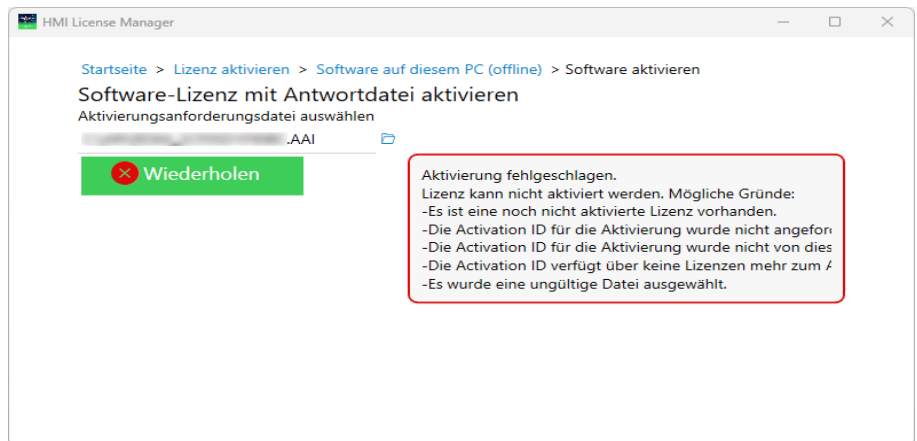 HMI License Manager
Startseite > Lizenz aktivieren > Software auf diesem PC (offline) > Software aktivieren
Software-Lizenz mit Antwortdatei aktivieren
Aktivierungsanforderungsdatei auswählen
.AAI
Wiederholen
Aktivierung fehlgeschlagen.
Lizenz kann nicht aktiviert werden. Mögliche Gründe:
-Es ist eine noch nicht aktivierte Lizenz vorhanden.
-Die Activation ID für die Aktivierung wurde nicht angefor
-Die Activation ID für die Aktivierung wurde nicht von dies
-Die Activation ID verfügt über keine Lizenzen mehr zum
-Es wurde eine ungültige Datei ausgewählt.